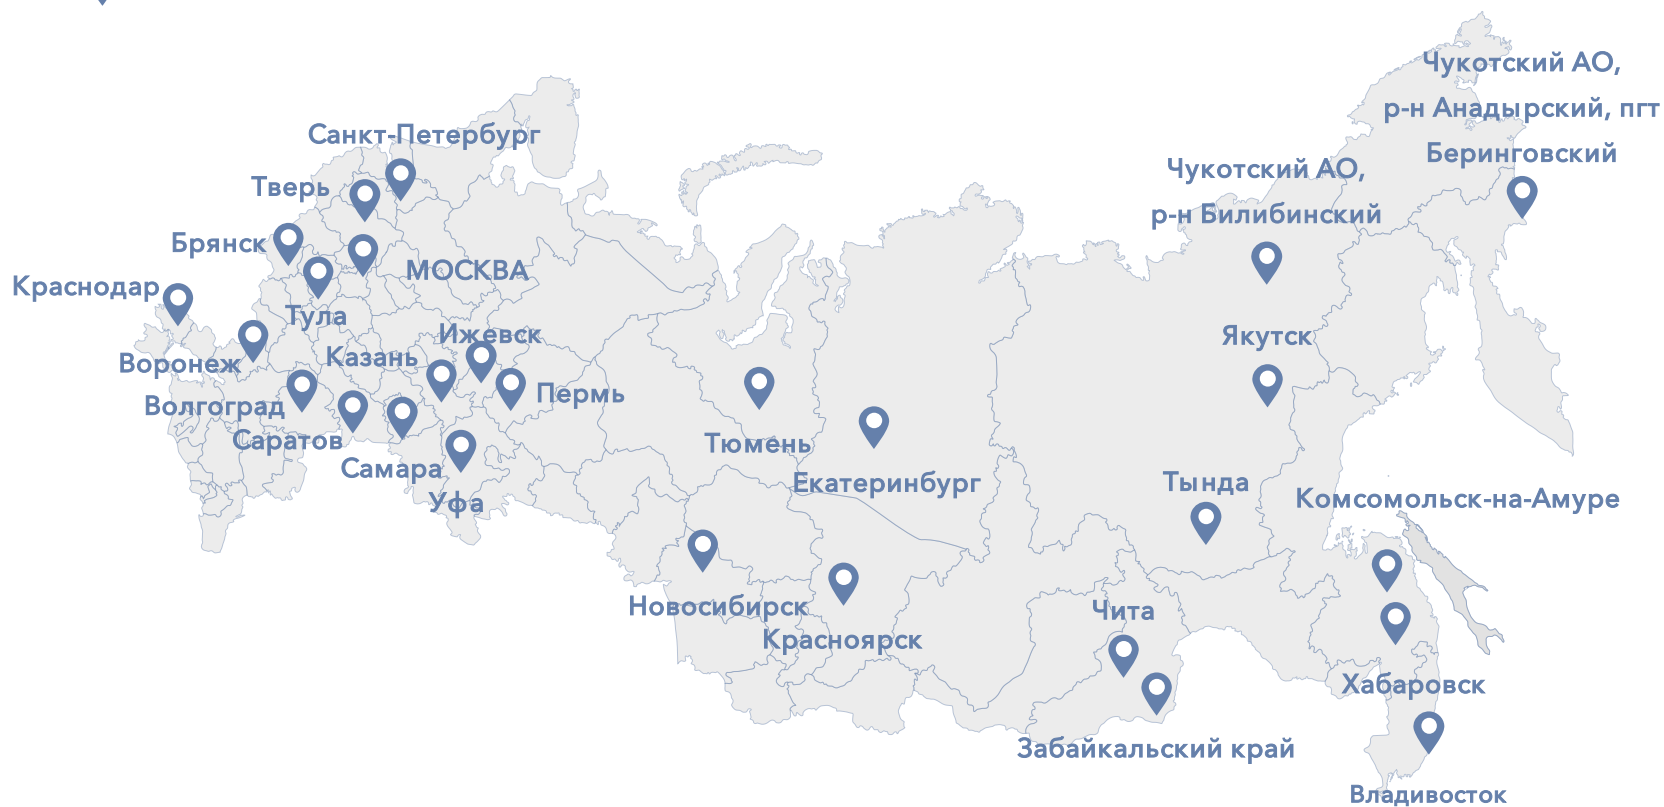 Чукотский АО,
р-н Анадырский, пгт
Беринговский
Санкт-Петербург
Чукотский АО,
р-н Билибинский
Тверь
Брянск
МОСКВА
Краснодар
Тула
Ижевск
Якутск
Воронеж
Казань
Пермь
Волгоград
Саратов
Тюмень
Самара
Екатеринбург
Тында
Уфа
Комсомольск-на-Амуре
Новосибирск
Чита
Красноярск
Хабаровск
Забайкальский край
Владивосток